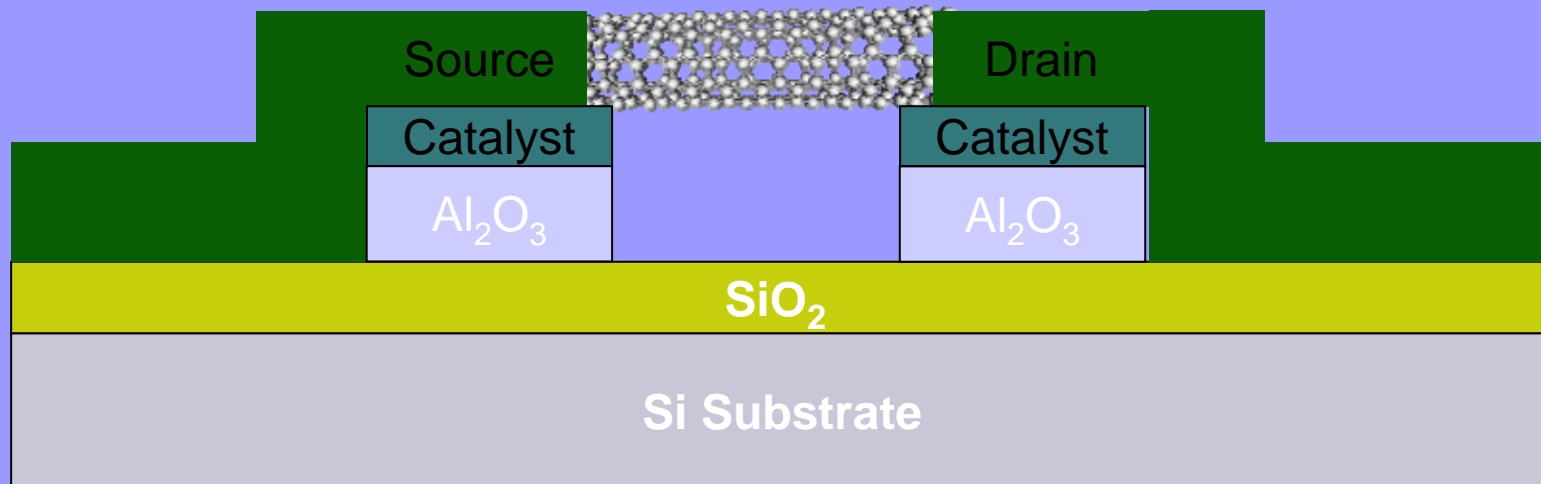 Source Drain
Catalyst Catalyst
Al₂O₃ Al₂O₃
SiO₂
Si Substrate